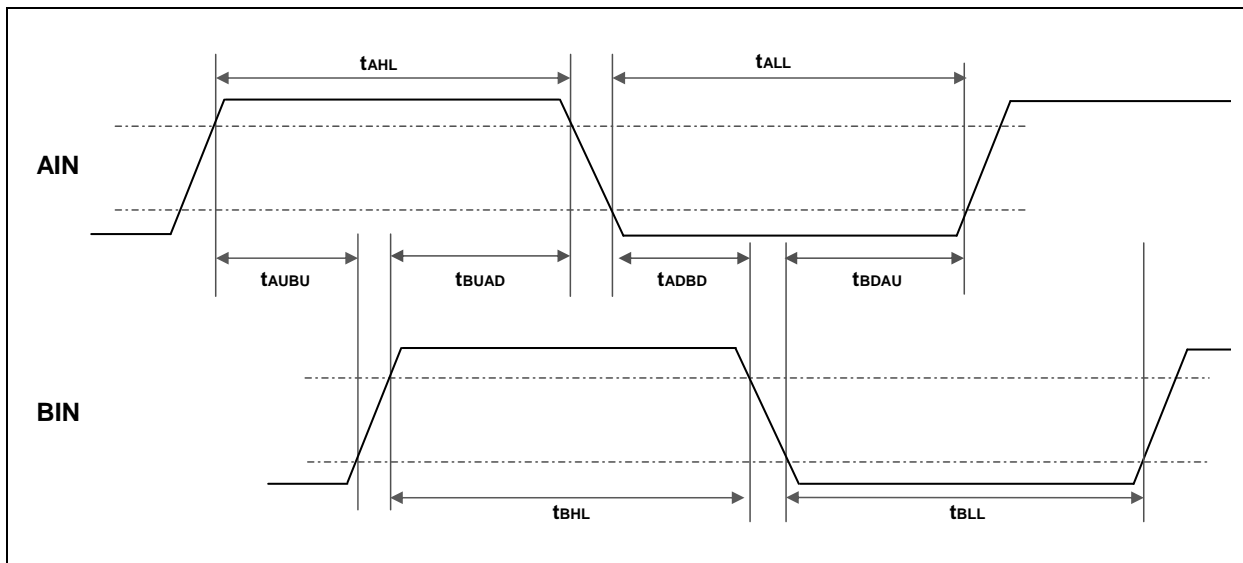 tAHL
tALL
AIN
tAUBU
tBUAD
tADBD
tBDAU
BIN
tBHL
tBLL